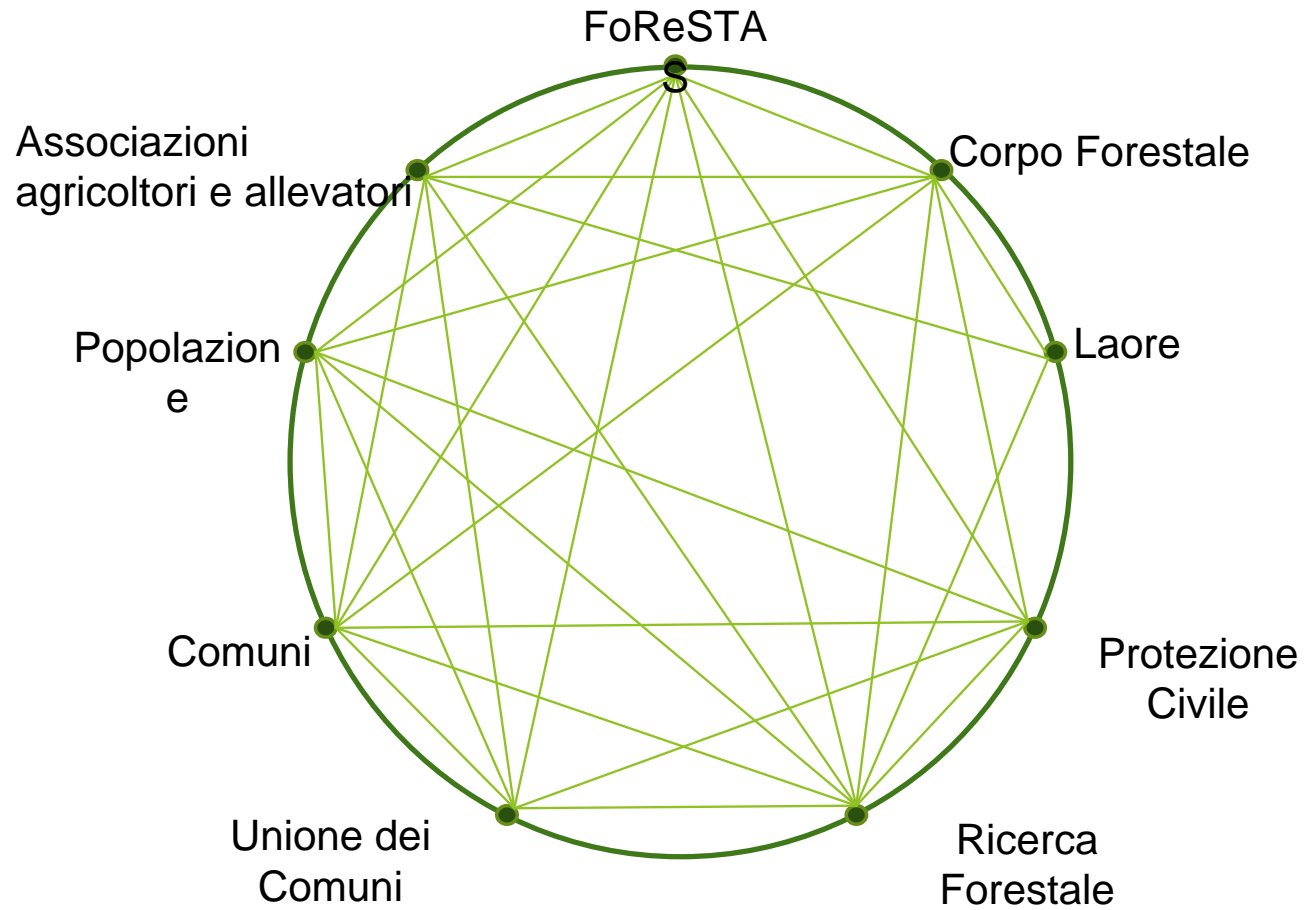 FoReSTA
S
Associazioni
agricoltori e allevatori
Corpo Forestale
Popolazion
e
Laore
Comuni
Protezione
Civile
Unione dei
Comuni
Ricerca
Forestale